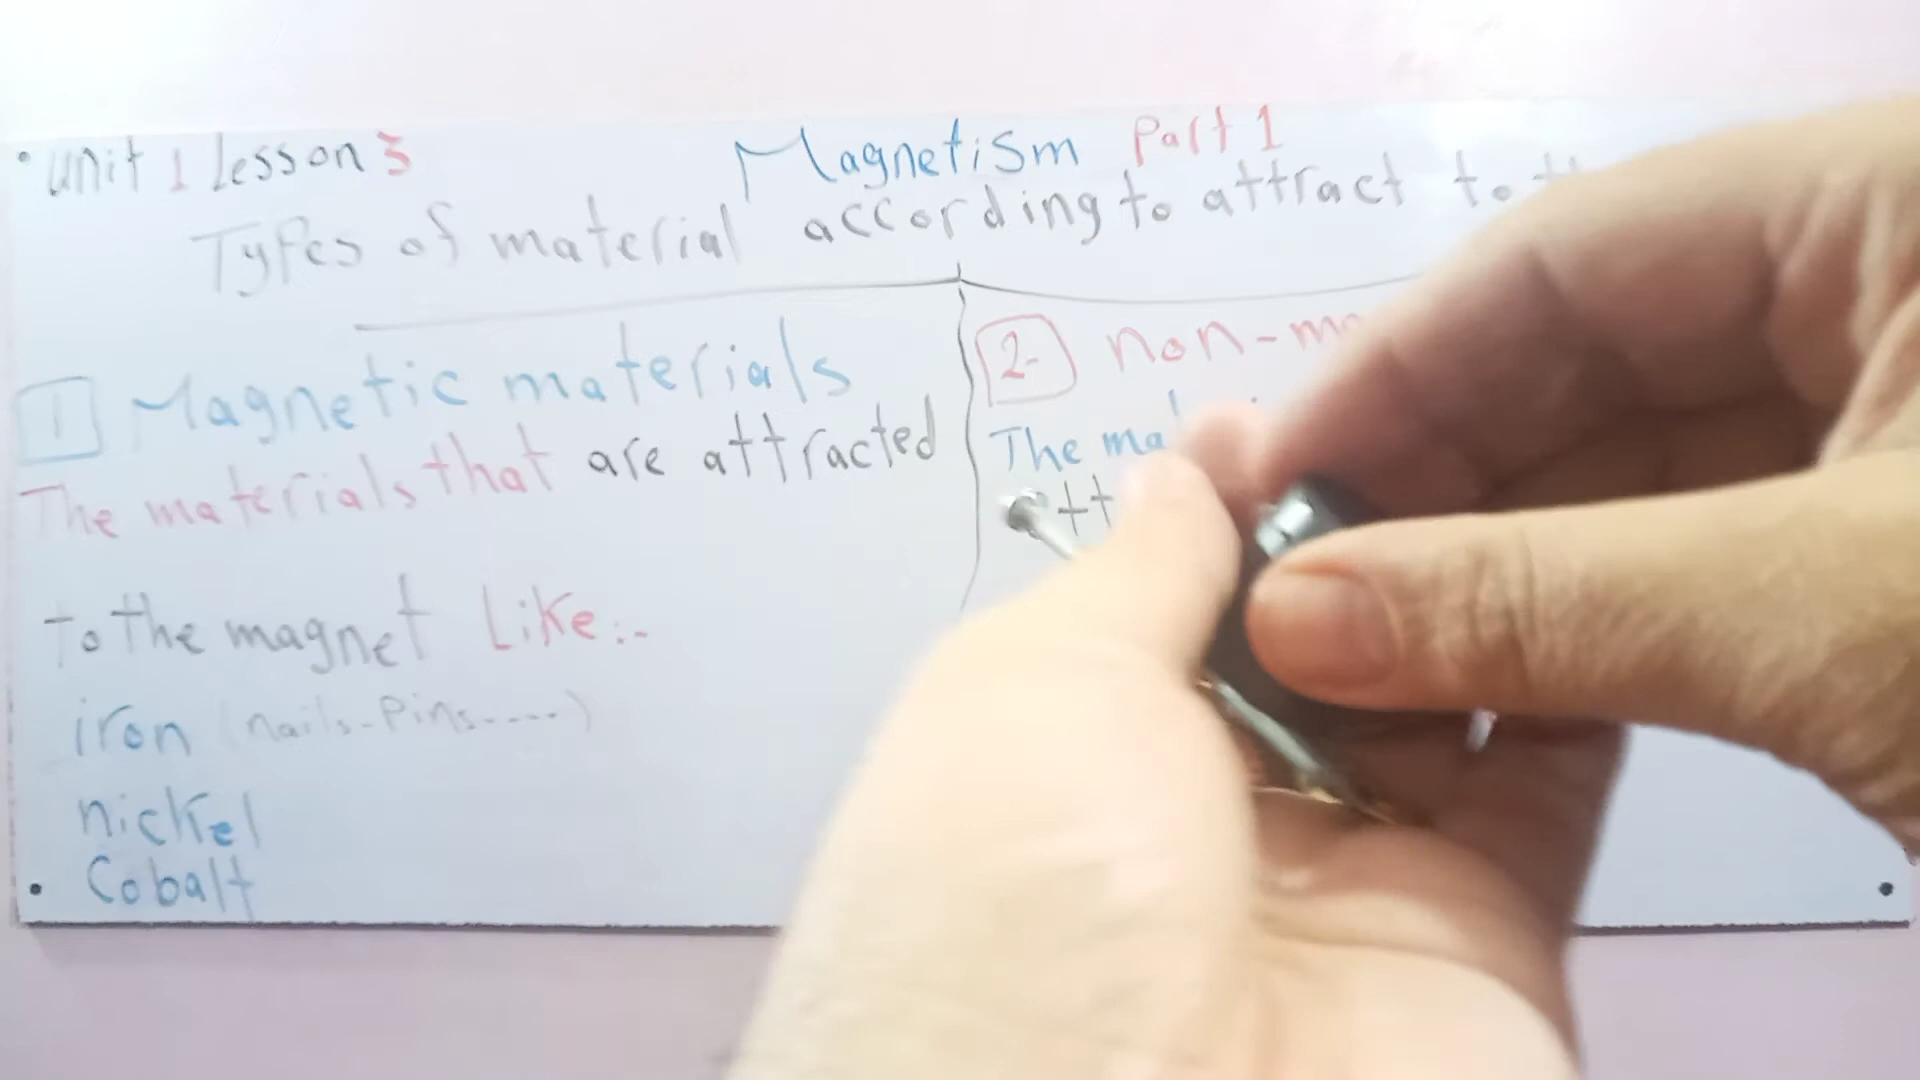 Unit 1 Lesson 3
Magnetism Part 1
Types of material according to attract to
1 Magnetic materials
The materials that are attracted
to the magnet Like:-
iron (nails-Pins.....)
nickel
Cobalt
2- non-
The